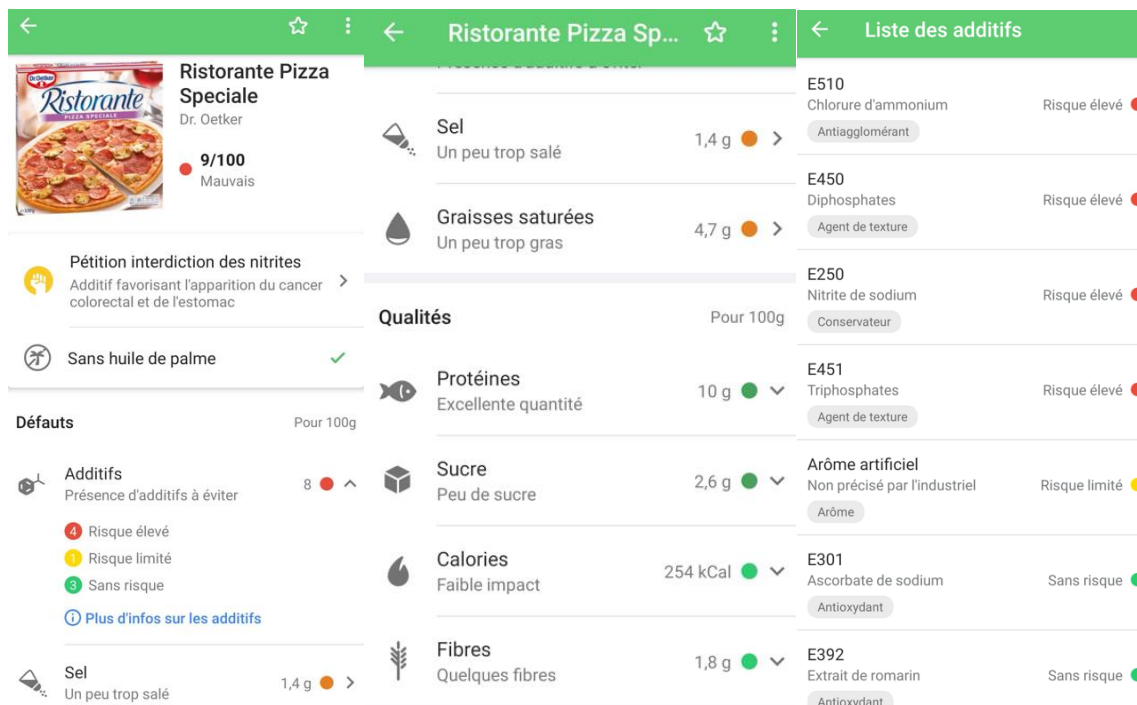 Ristorante Pizza
Speciale
Dr. Oetker
9/100
Mauvais
Dr. Oetker
Ristorante
PIZZA SPECIALE
Pétition interdiction des nitrites
Additif favorisant l'apparition du cancer
colorectal et de l'estomac
Sans huile de palme
Défauts Pour 100g
Additifs
Présence d'additifs à éviter
8
4 Risque élevé
1 Risque limité
3 Sans risque
Plus d'infos sur les additifs
Sel
Un peu trop salé
1,4 g
Ristorante Pizza Sp...
Sel
Un peu trop salé
1,4 g
Graisses saturées
Un peu trop gras
4,7 g
Qualités Pour 100g
Protéines
Excellente quantité
10 g
Sucre
Peu de sucre
2,6 g
Calories
Faible impact
254 kCal
Fibres
Quelques fibres
1,8 g
Liste des additifs
E510
Chlorure d'ammonium
Risque élevé
Antiagglomérant
E450
Diphosphates
Risque élevé
Agent de texture
E250
Nitrite de sodium
Risque élevé
Conservateur
E451
Triphosphates
Risque élevé
Agent de texture
Arôme artificiel
Non précisé par l'industriel
Risque limité
Arôme
E301
Ascorbate de sodium
Sans risque
Antioxydant
E392
Extrait de romarin
Sans risque
Antioxydant